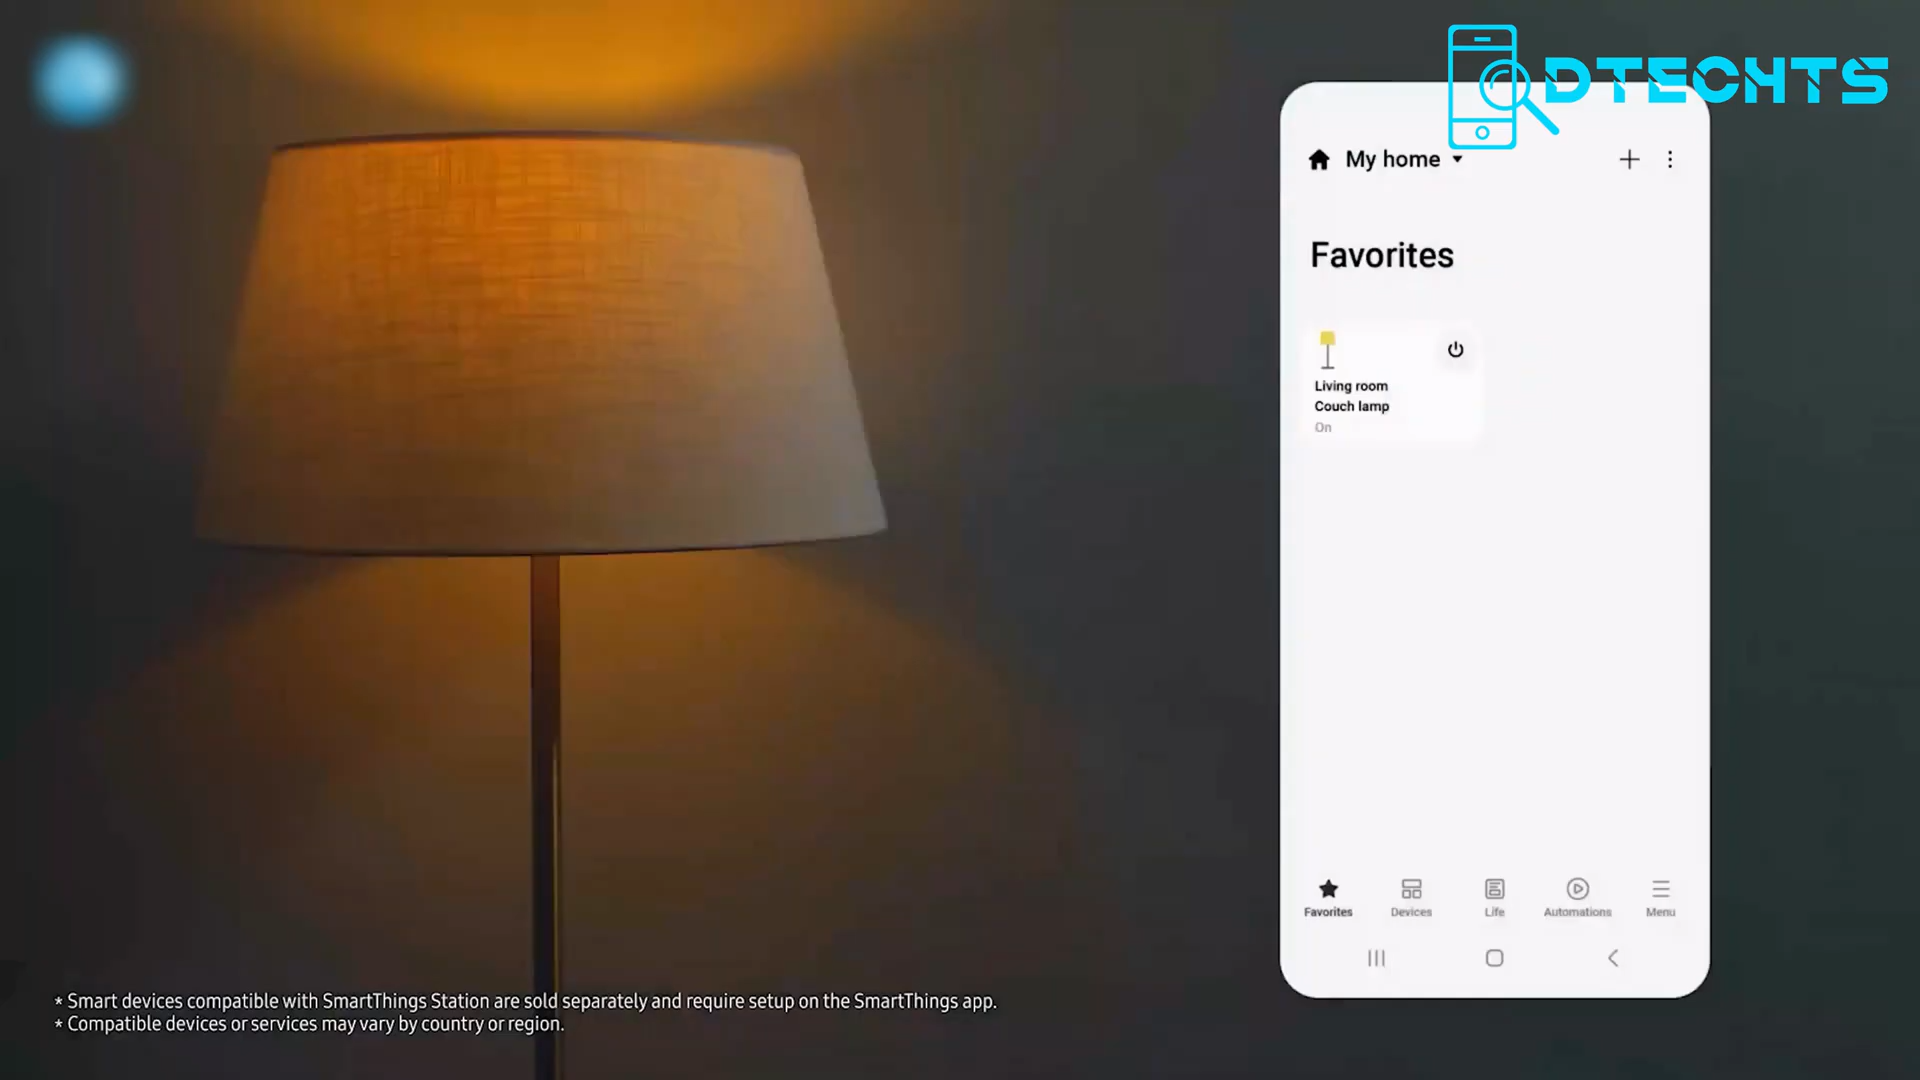 DTECHTS
My home
Favorites
Living room
Couch lamp
On
Favorites
Devices
Life
Automations
Menu
* Smart devices compatible with SmartThings Station are sold separately and require setup on the SmartThings app.
* Compatible devices or services may vary by country or region.